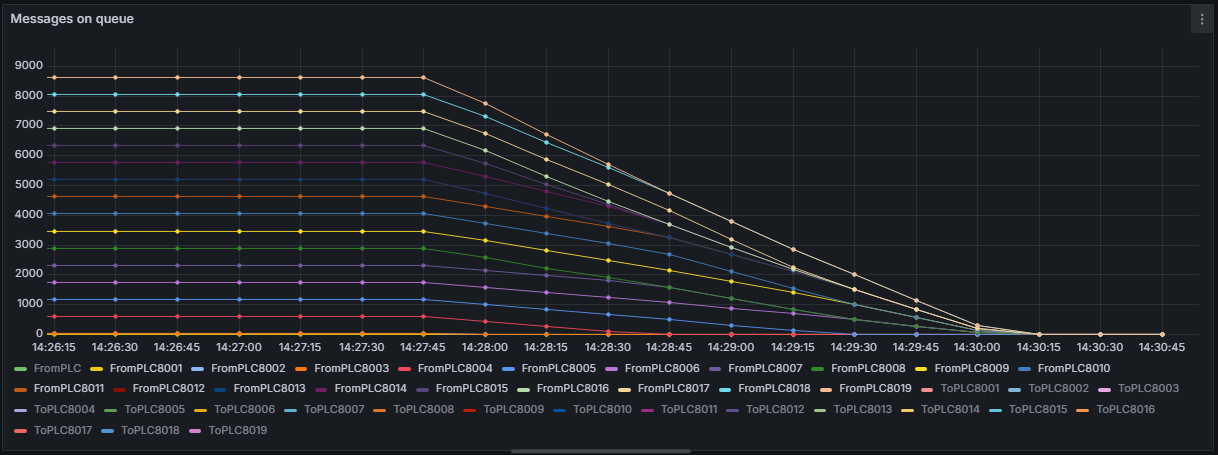 Messages on queue
9000
8000
7000
6000
5000
4000
3000
2000
1000
0
14:26:15 14:26:30 14:26:45 14:27:00 14:27:15 14:27:30 14:27:45 14:28:00 14:28:15 14:28:30 14:28:45 14:29:00 14:29:15 14:29:30 14:29:45 14:30:00 14:30:15 14:30:30 14:30:45
FromPLC FromPLC8001 FromPLC8002 FromPLC8003 FromPLC8004 FromPLC8005 FromPLC8006 FromPLC8007 FromPLC8008 FromPLC8009 FromPLC8010
FromPLC8011 FromPLC8012 FromPLC8013 FromPLC8014 FromPLC8015 FromPLC8016 FromPLC8017 FromPLC8018 FromPLC8019 ToPLC8001 ToPLC8002 ToPLC8003
ToPLC8004 ToPLC8005 ToPLC8006 ToPLC8007 ToPLC8008 ToPLC8009 ToPLC8010 ToPLC8011 ToPLC8012 ToPLC8013 ToPLC8014 ToPLC8015 ToPLC8016
ToPLC8017 ToPLC8018 ToPLC8019